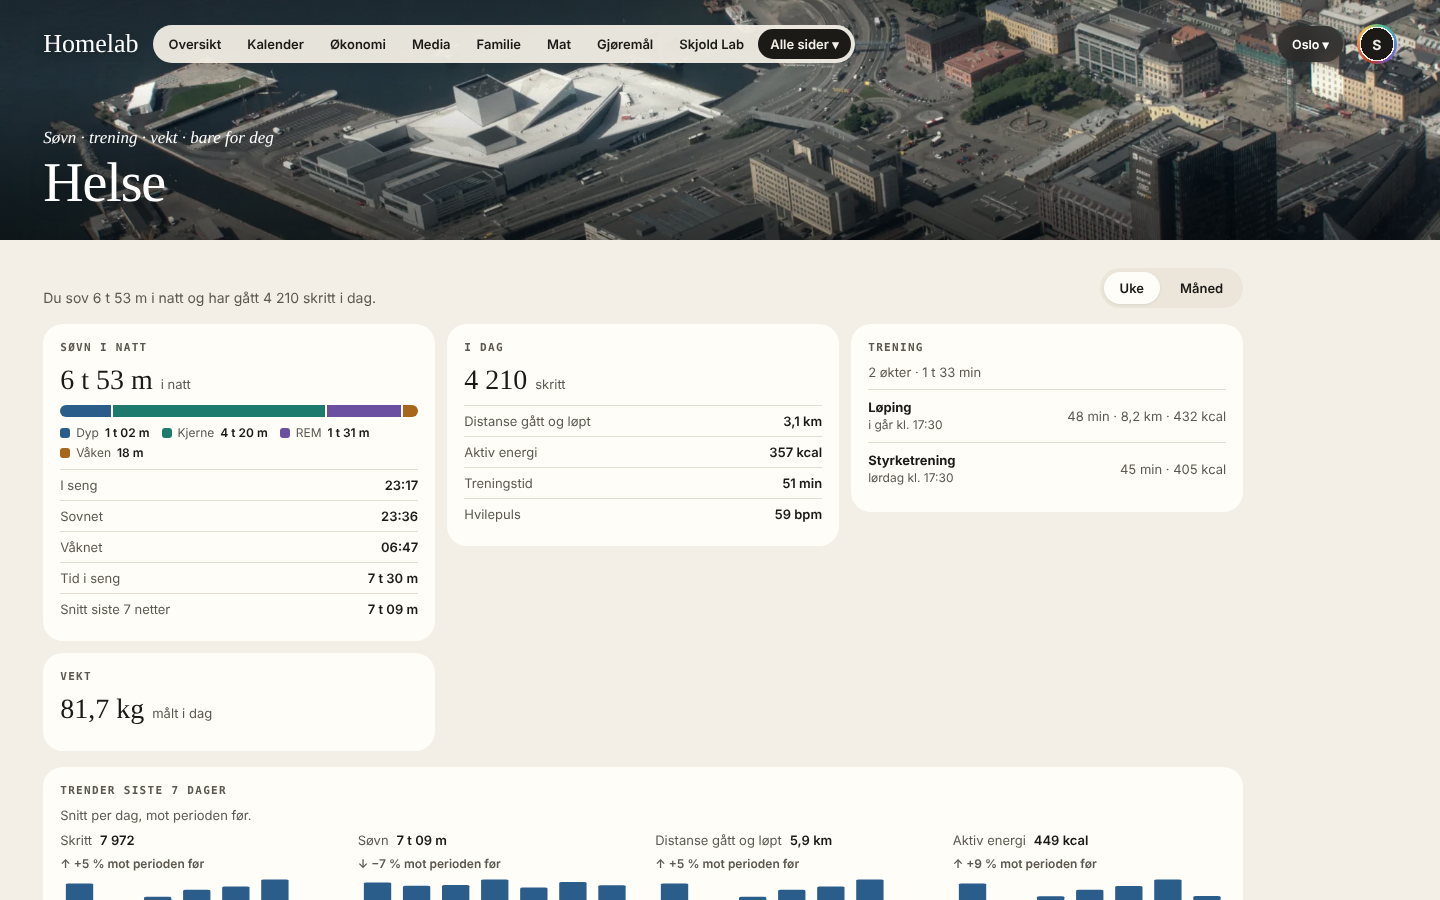 Homelab
Oversikt Kalender Økonomi Media Familie Mat Gjøremål Skjold Lab Alle sider ▾
Oslo ▾ S
Søvn · trening · vekt · bare for deg
Helse
Du sov 6 t 53 m i natt og har gått 4 210 skritt i dag.
Uke Måned
SØVN I NATT
6 t 53 m i natt
Dyp 1 t 02 m Kjerne 4 t 20 m REM 1 t 31 m
Våken 18 m
I seng 23:17
Sovnet 23:36
Våknet 06:47
Tid i seng 7 t 30 m
Snitt siste 7 netter 7 t 09 m
I DAG
4 210 skritt
Distanse gått og løpt 3,1 km
Aktiv energi 357 kcal
Treningstid 51 min
Hvilepuls 59 bpm
TRENING
2 økter · 1 t 33 min
Løping
i går kl. 17:30
48 min · 8,2 km · 432 kcal
Styrketrening
lørdag kl. 17:30
45 min · 405 kcal
VEKT
81,7 kg målt i dag
TRENDER SISTE 7 DAGER
Snitt per dag, mot perioden før.
Skritt 7 972
↑ +5 % mot perioden før
Søvn 7 t 09 m
↓ −7 % mot perioden før
Distanse gått og løpt 5,9 km
↑ +5 % mot perioden før
Aktiv energi 449 kcal
↑ +9 % mot perioden før